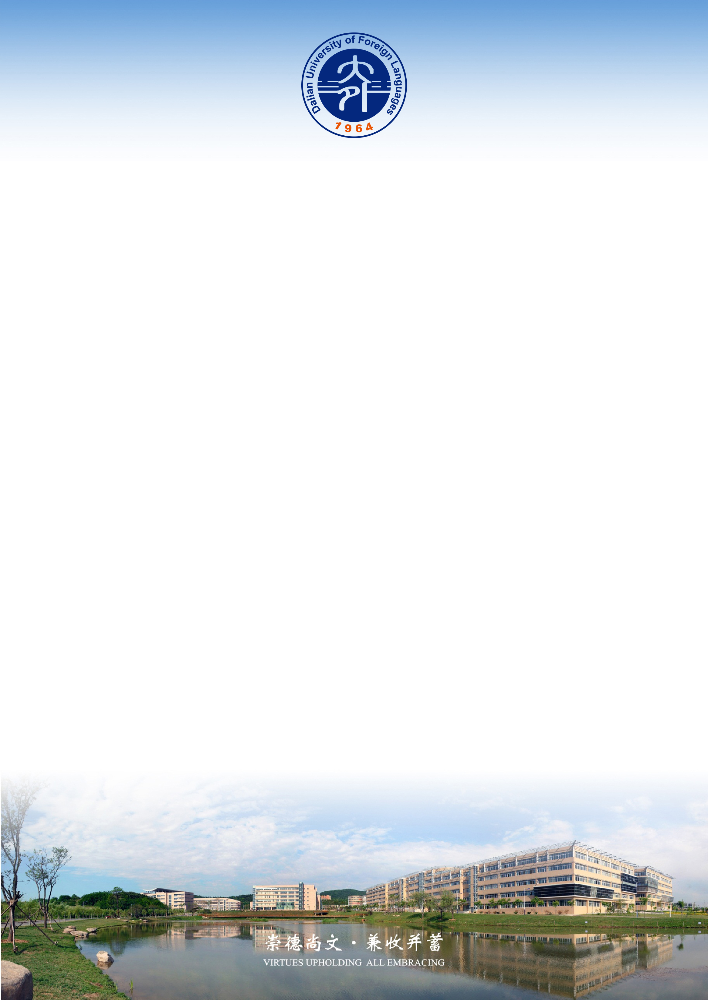 Dalian University of Foreign Languages
大外
1964
崇德尚文·兼收并蓄
VIRTUES UPHOLDING ALL EMBRACING